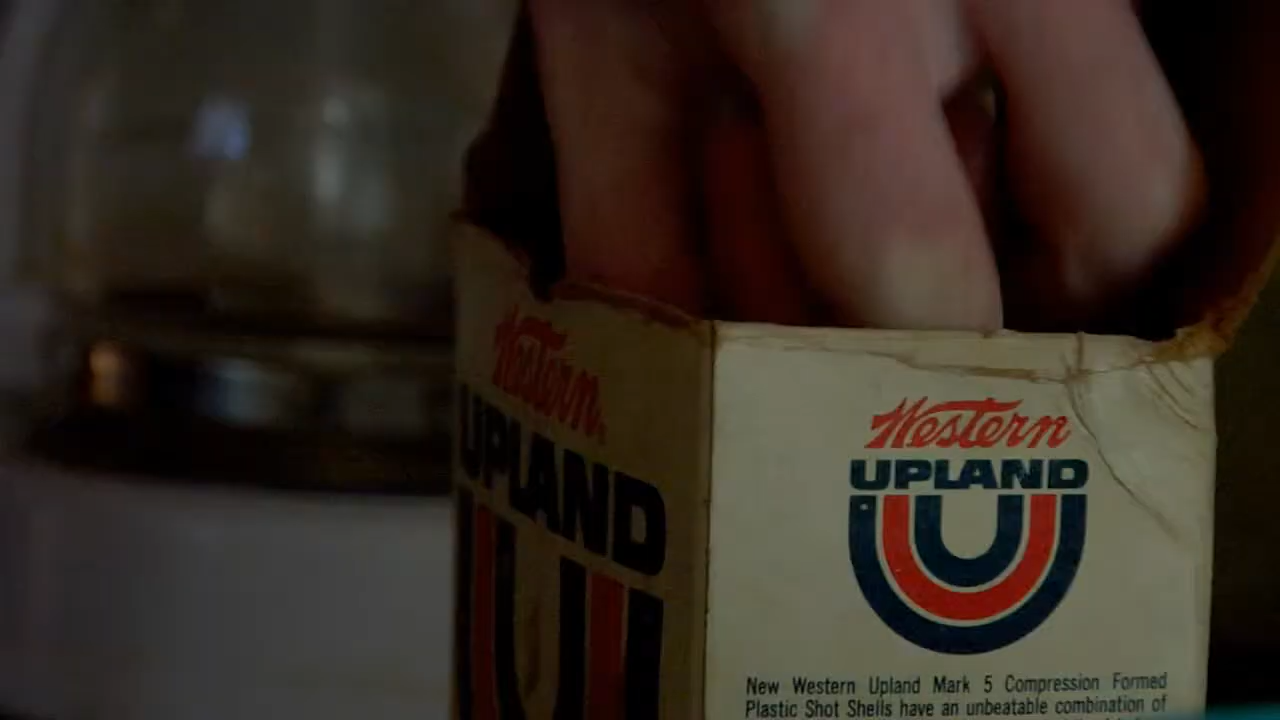 Western
UPLAND
Western
UPLAND
New Western Upland Mark 5 Compression Formed
Plastic Shot Shells have an unbeatable combination of